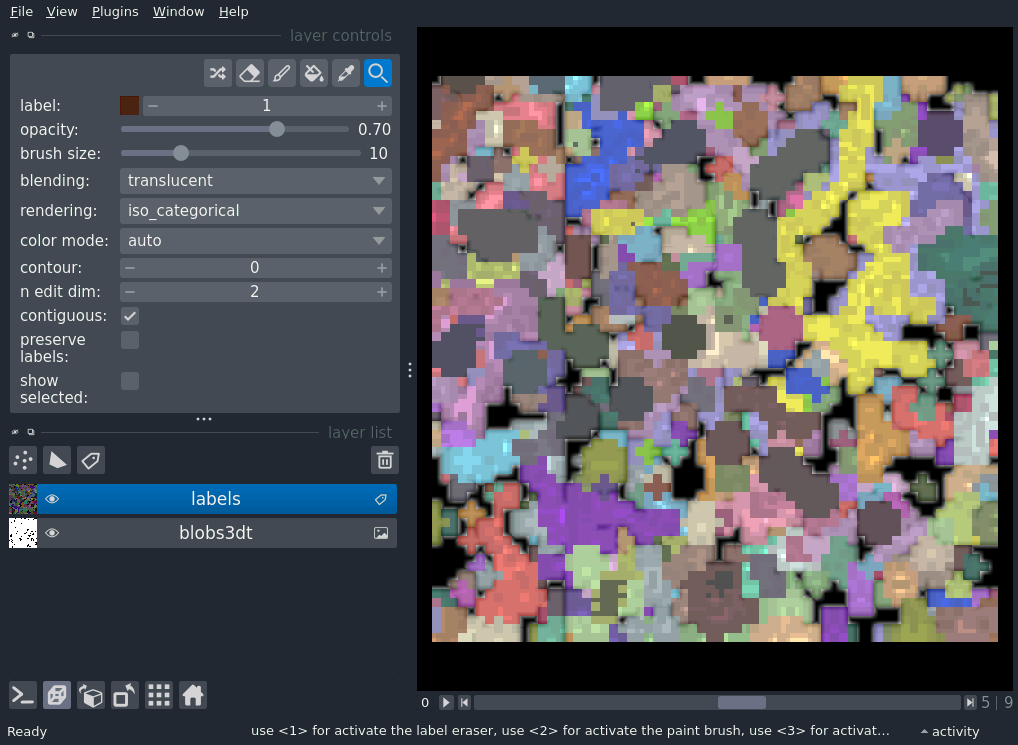 File View Plugins Window Help
layer controls
label: 1
opacity: 0.70
brush size: 10
blending: translucent
rendering: iso_categorical
color mode: auto
contour: 0
n edit dim: 2
contiguous:
preserve
labels:
show
selected:
layer list
labels
blobs3dt
0 5 | 9
Ready use <1> for activate the label eraser, use <2> for activate the paint brush, use <3> for activat... activity